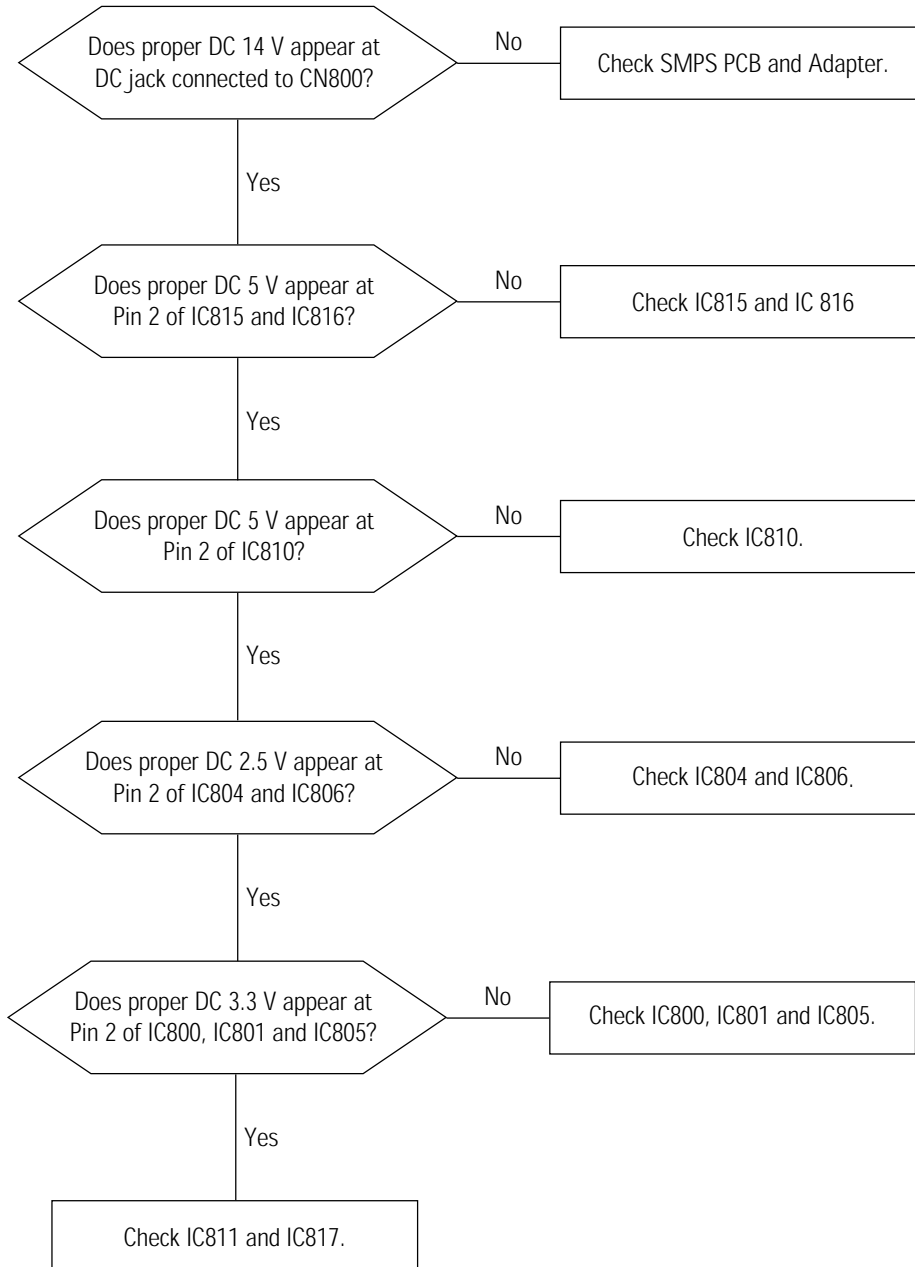 Does proper DC 14 V appear at
DC jack connected to CN800?
No
Check SMPS PCB and Adapter.
Yes
Does proper DC 5 V appear at
Pin 2 of IC815 and IC816?
No
Check IC815 and IC 816
Yes
Does proper DC 5 V appear at
Pin 2 of IC810?
No
Check IC810.
Yes
Does proper DC 2.5 V appear at
Pin 2 of IC804 and IC806?
No
Check IC804 and IC806.
Yes
Does proper DC 3.3 V appear at
Pin 2 of IC800, IC801 and IC805?
No
Check IC800, IC801 and IC805.
Yes
Check IC811 and IC817.